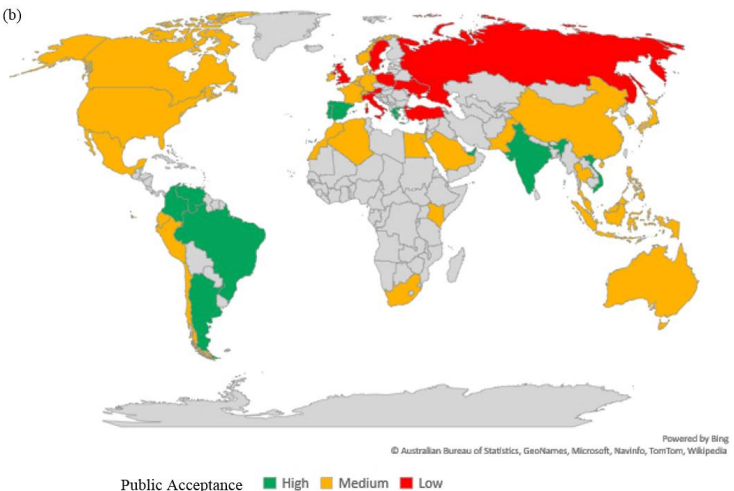 (b)
Powered by Bing
© Australian Bureau of Statistics, GeoNames, Microsoft, Navinfo, TomTom, Wikipedia
Public Acceptance High Medium Low